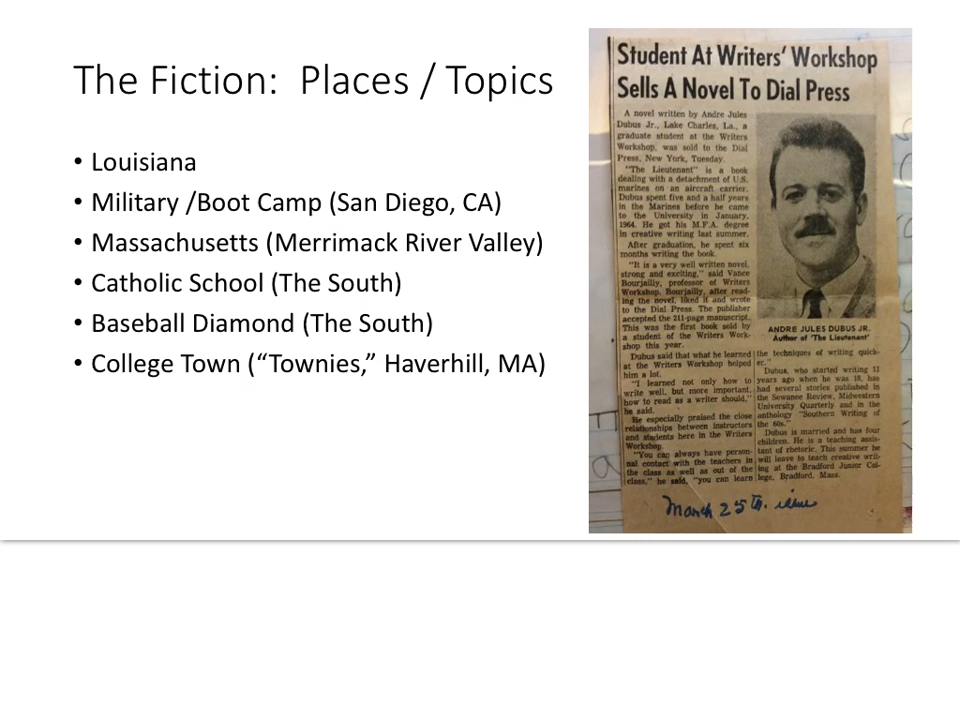 The Fiction: Places / Topics
• Louisiana
• Military /Boot Camp (San Diego, CA)
• Massachusetts (Merrimack River Valley)
• Catholic School (The South)
• Baseball Diamond (The South)
• College Town (“Townies,” Haverhill, MA)
Student At Writers’ Workshop
Sells A Novel To Dial Press
A novel written by Andre Jules
Dubus Jr., Lake Charles, La., a
graduate student at the Writers
Workshop, was sold to the Dial
Press, New York, Tuesday.
"The Lieutenant" is a book
dealing with a detachment of U.S.
marines on an aircraft carrier.
Dubus spent five and a half years
in the Marines before he came
to the University in January,
1964. He got his M.F.A. degree
in creative writing last summer.
After graduation, he spent six
months writing the book.
"It is a very well written novel,
strong and exciting," said Vance
Bourjaily, professor of Writers
Workshop. Bourjaily, after read-
ing the novel, liked it and wrote
to the Dial Press. The publisher
accepted the 211-page manuscript.
This was the first book sold by
a student of the Writers Work-
shop this year.
Dubus said that what he learned
at the Writers Workshop helped
him a lot.
"I learned not only how to
write well, but more important,
how to read as a writer should,"
he said.
He especially praised the close
relationships between instructors
and students here in the Writers
Workshop.
"You can always have person-
nal contact with the teachers in
the class as well as out of the
class," he said, "you can learn
ANDRE JULES DUBUS JR.
Author of 'The Lieutenant'
the techniques of writing quick-
er."
Dubus, who started writing 11
years ago when he was 18, has
had several stories published in
the Sewanee Review, Midwestern
University Quarterly and in the
anthology "Southern Writing of
the 60s."
Dubus is married and has four
children. He is a teaching assis-
tant of rhetoric. This summer he
will leave to teach creative writ-
ing at the Bradford Junior Col-
lege, Bradford, Mass.
March 25th. issue